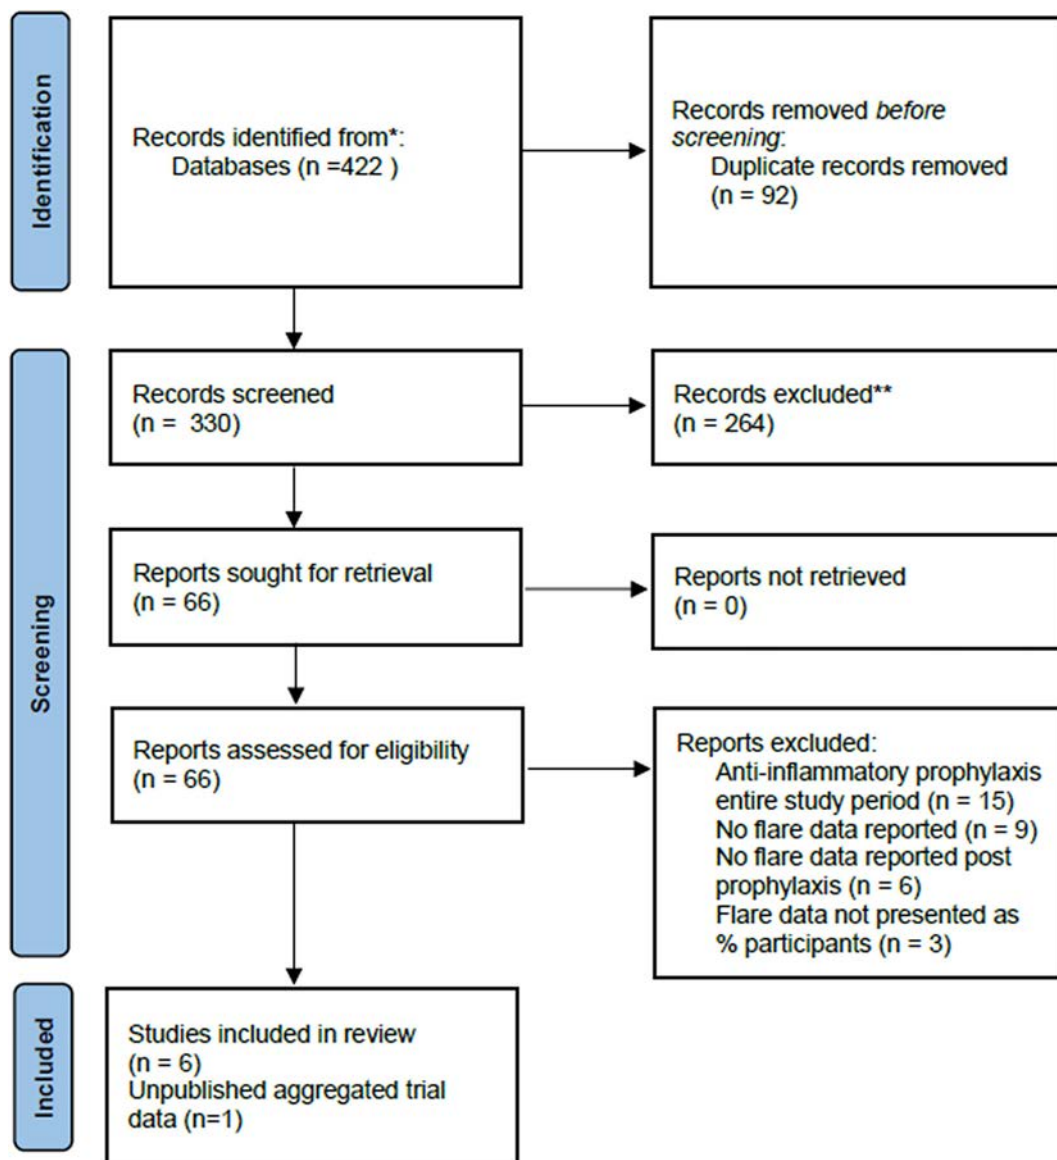 Identification
Records identified from*:
Databases (n =422 )
Records removed before
screening:
Duplicate records removed
(n = 92)
Screening
Records screened
(n =  330)
Records excluded**
(n = 264)
Reports sought for retrieval
(n = 66)
Reports not retrieved
(n = 0)
Reports assessed for eligibility
(n = 66)
Reports excluded:
Anti-inflammatory prophylaxis
entire study period (n = 15)
No flare data reported (n = 9)
No flare data reported post
prophylaxis (n = 6)
Flare data not presented as
% participants (n = 3)
Included
Studies included in review
(n = 6)
Unpublished aggregated trial
data (n=1)